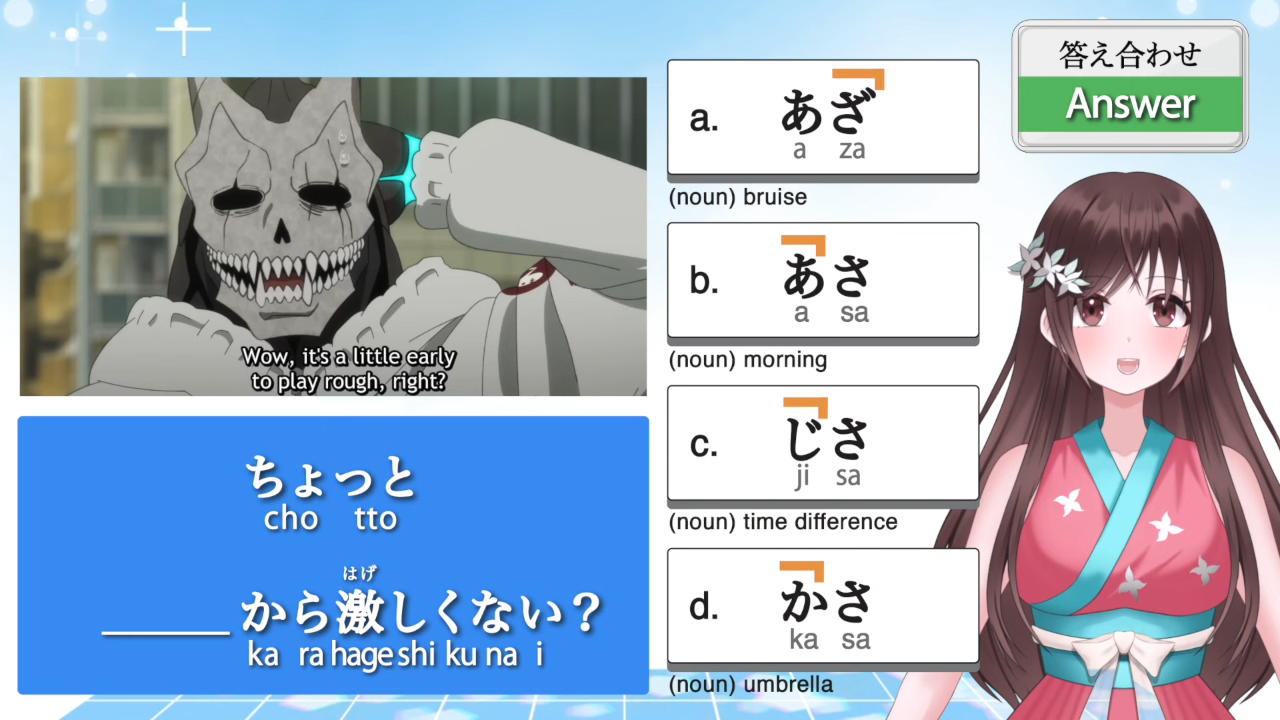 Wow, it's a little early
to play rough, right?
ちょっと
cho tto
はげ
______から激しくない？
ka ra hage shi ku na i
a. あざ
a za
(noun) bruise
b. あさ
a sa
(noun) morning
c. じさ
ji sa
(noun) time difference
d. かさ
ka sa
(noun) umbrella
答え合わせ
Answer